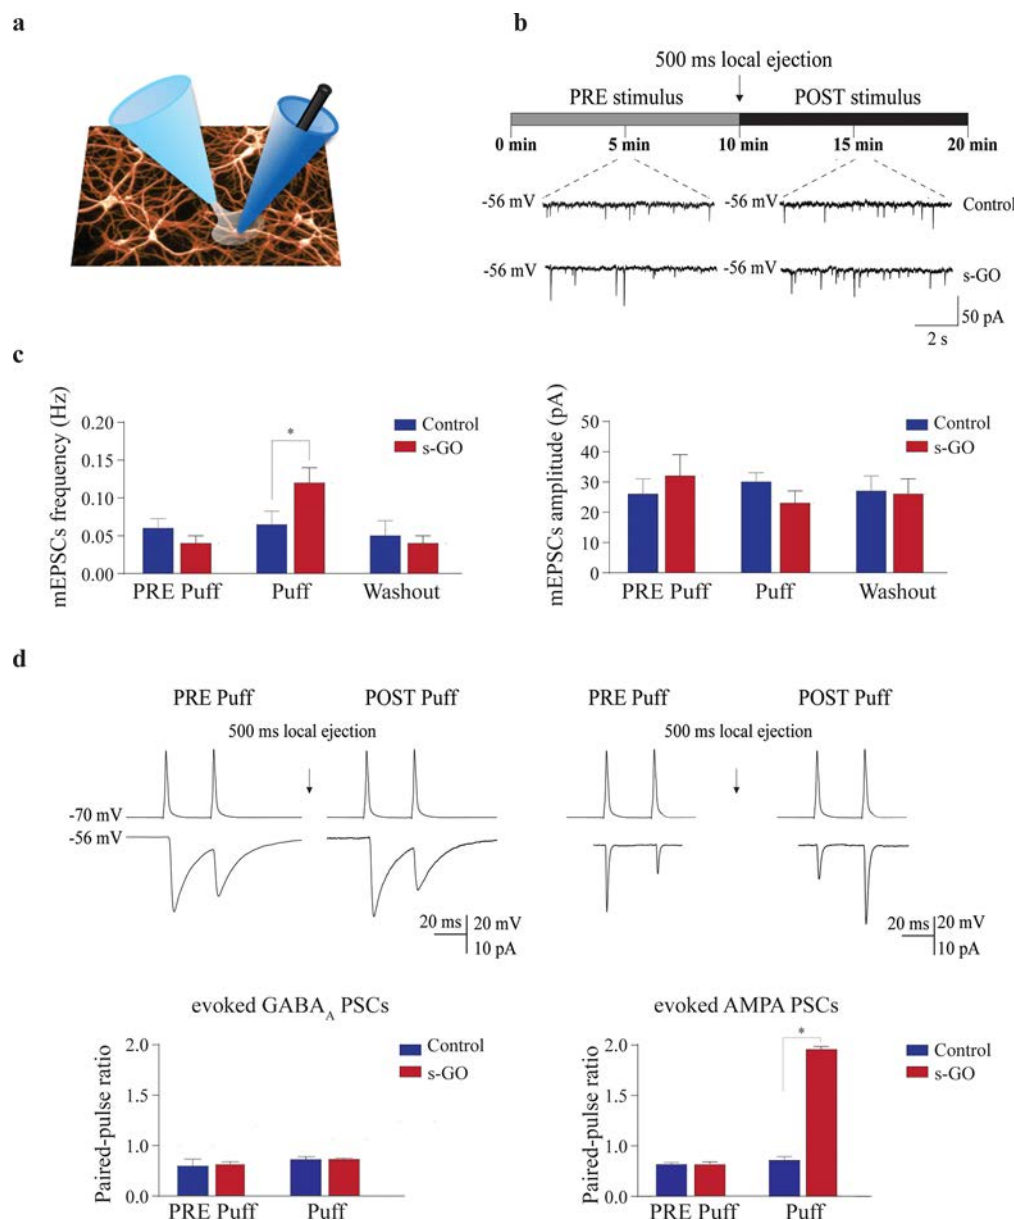 a
b
500 ms local ejection
PRE stimulus POST stimulus
0 min 5 min 10 min 15 min 20 min
-56 mV -56 mV Control
-56 mV -56 mV s-GO
50 pA
2 s
c
mEPSCs frequency (Hz)
0.20
0.15
0.10
0.05
0.00
Control
s-GO
*
PRE Puff Puff Washout
mEPSCs amplitude (pA)
50
40
30
20
10
0
Control
s-GO
PRE Puff Puff Washout
d
PRE Puff POST Puff
500 ms local ejection
-70 mV
-56 mV
20 ms 20 mV
10 pA
PRE Puff POST Puff
500 ms local ejection
20 ms 20 mV
10 pA
evoked GABAA PSCs
Paired-pulse ratio
2.0
1.5
1.0
0.0
Control
s-GO
PRE Puff Puff
evoked AMPA PSCs
Paired-pulse ratio
2.0
1.5
1.0
0.0
*
Control
s-GO
PRE Puff Puff